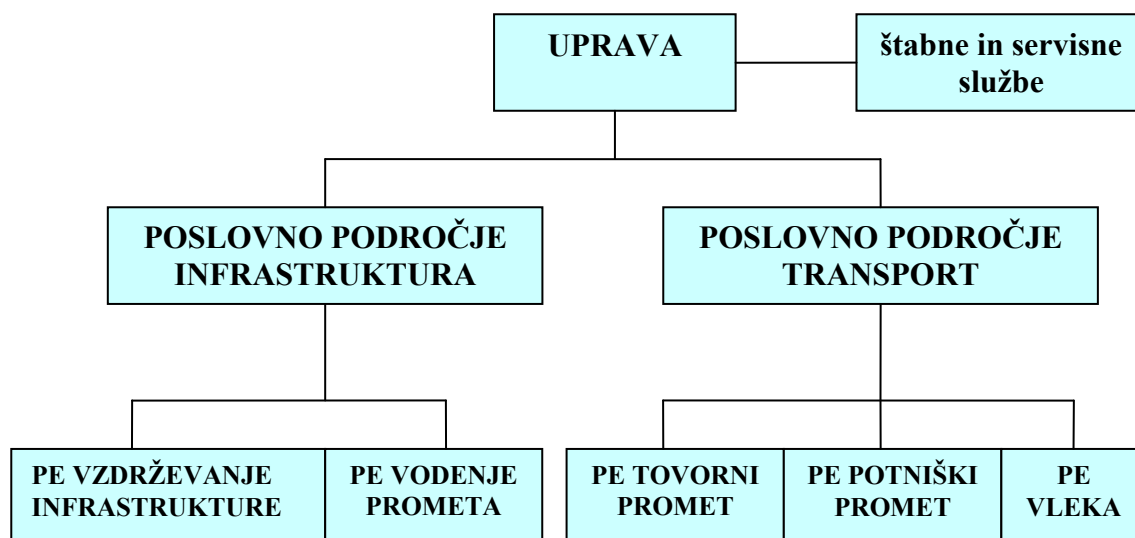 UPRAVA
štabne in servisne
službe
POSLOVNO PODROČJE
INFRASTRUKTURA
POSLOVNO PODROČJE
TRANSPORT
PE VZDRŽEVANJE
INFRASTRUKTURE
PE VODENJE
PROMETA
PE TOVORNI
PROMET
PE POTNIŠKI
PROMET
PE
VLEKA